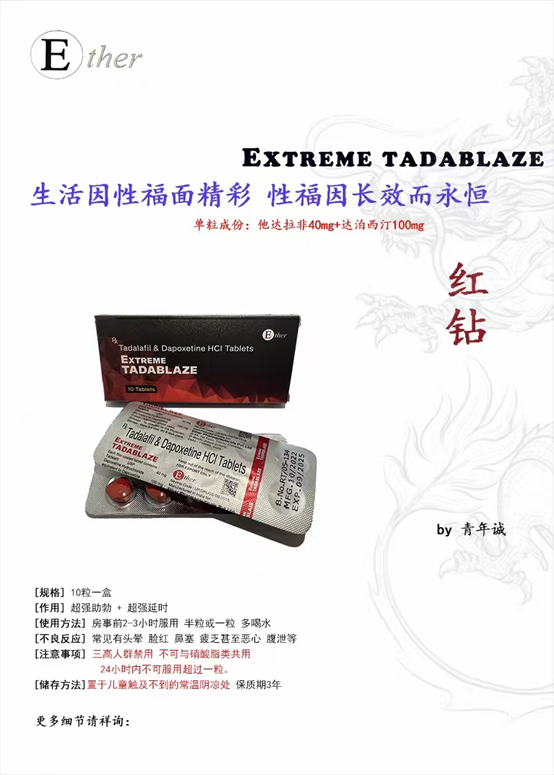 Ether
EXTREME TADABLAZE
生活因性福面精彩 性福因长效而永恒
单粒成份：他达拉非40mg+达泊西汀100mg
红
钻
Rx
Ether
Tadalafil & Dapoxetine HCl Tablets
EXTREME
TADABLAZE
10 Tablets
Tadalafil & Dapoxetine HCl Tablets
EXTREME
TADABLAZE
Ether
B.No.RT05-134
MFG.10/2022
EXP.09/2025
by 青年诚
[规格] 10粒一盒
[作用] 超强助勃 + 超强延时
[使用方法] 房事前2-3小时服用 半粒或一粒 多喝水
[不良反应] 常见有头晕 脸红 鼻塞 疲乏甚至恶心 腹泄等
[注意事项] 三高人群禁用 不可与硝酸脂类共用
24小时内不可服用超过一粒。
[储存方法]置于儿童触及不到的常温阴凉处 保质期3年
更多细节请祥询：